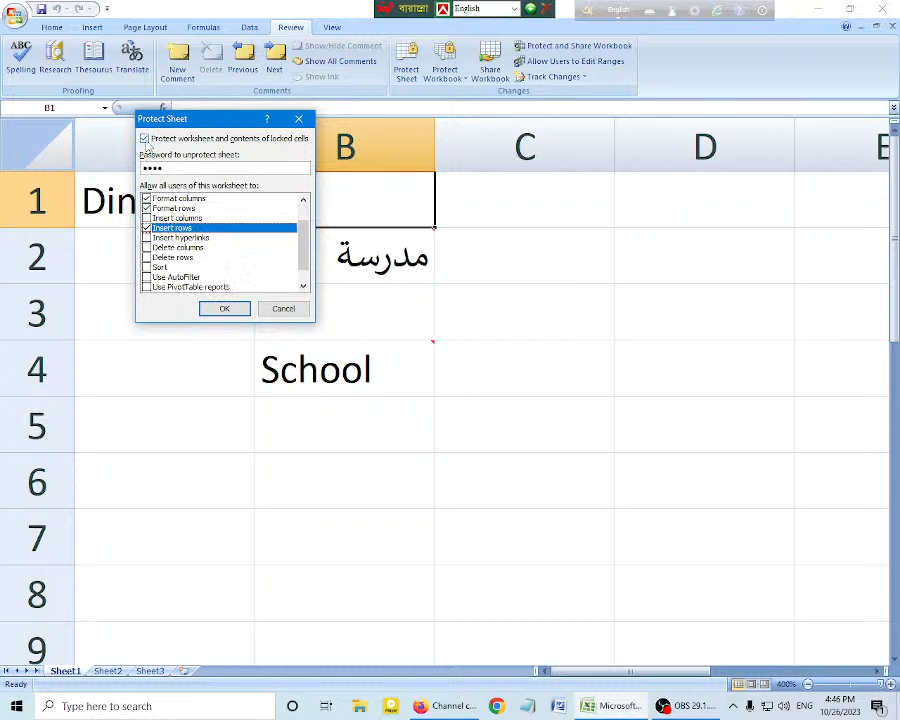 বায়ান্নো English English
Home Insert Page Layout Formulas Data Review View
Spelling Research Thesaurus Translate
Proofing
New Comment Delete Previous Next
Show/Hide Comment
Show All Comments
Show Ink
Comments
Protect Sheet Protect Workbook Share Workbook
Protect and Share Workbook
Allow Users to Edit Ranges
Track Changes
Changes
B1
Protect Sheet ?
Protect worksheet and contents of locked cells
Password to unprotect sheet:
••••
Allow all users of this worksheet to:
Format columns
Format rows
Insert columns
Insert rows
Insert hyperlinks
Delete columns
Delete rows
Sort
Use AutoFilter
Use PivotTable reports
OK Cancel
B C D E
1 Din
2 مدرسة
3
4 School
5
6
7
8
9
Sheet1 Sheet2 Sheet3
Ready 400%
Type here to search Channel c... Microsoft... OBS 29.1.... ENG 4:46 PM
10/26/2023